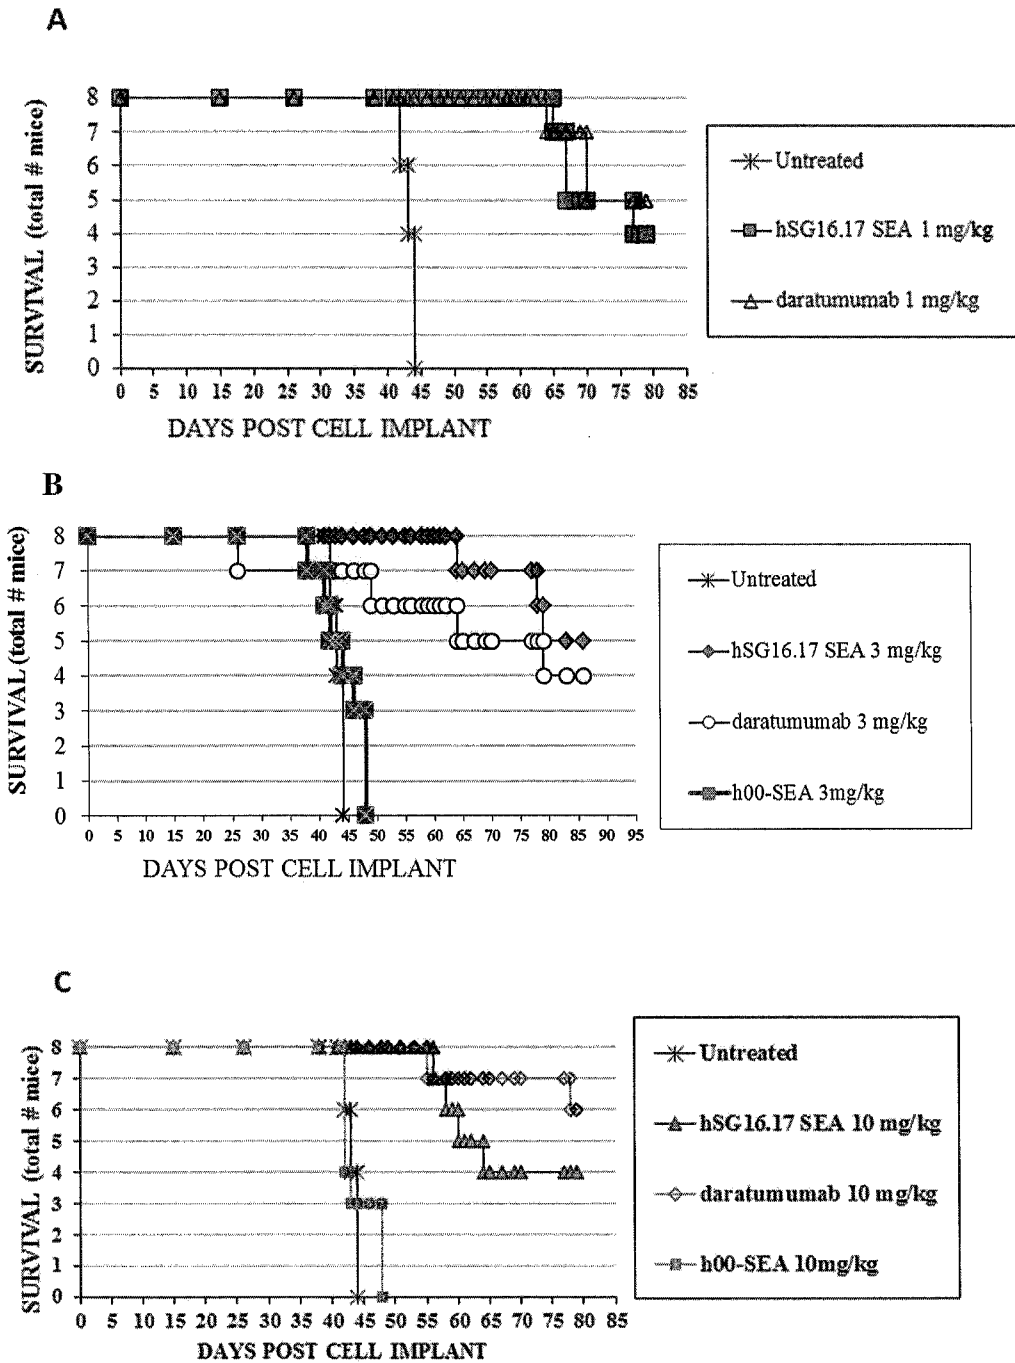 A
SURVIVAL (total # mice)
8
7
6
5
4
3
2
1
0
0 5 10 15 20 25 30 35 40 45 50 55 60 65 70 75 80 85
DAYS POST CELL IMPLANT
Untreated
hSG16.17 SEA 1 mg/kg
daratumumab 1 mg/kg
B
SURVIVAL (total # mice)
8
7
6
5
4
3
2
1
0
0 5 10 15 20 25 30 35 40 45 50 55 60 65 70 75 80 85 90 95
DAYS POST CELL IMPLANT
Untreated
hSG16.17 SEA 3 mg/kg
daratumumab 3 mg/kg
h00-SEA 3mg/kg
C
SURVIVAL (total # mice)
8
7
6
5
4
3
2
1
0
0 5 10 15 20 25 30 35 40 45 50 55 60 65 70 75 80 85
DAYS POST CELL IMPLANT
Untreated
hSG16.17 SEA 10 mg/kg
daratumumab 10 mg/kg
h00-SEA 10mg/kg